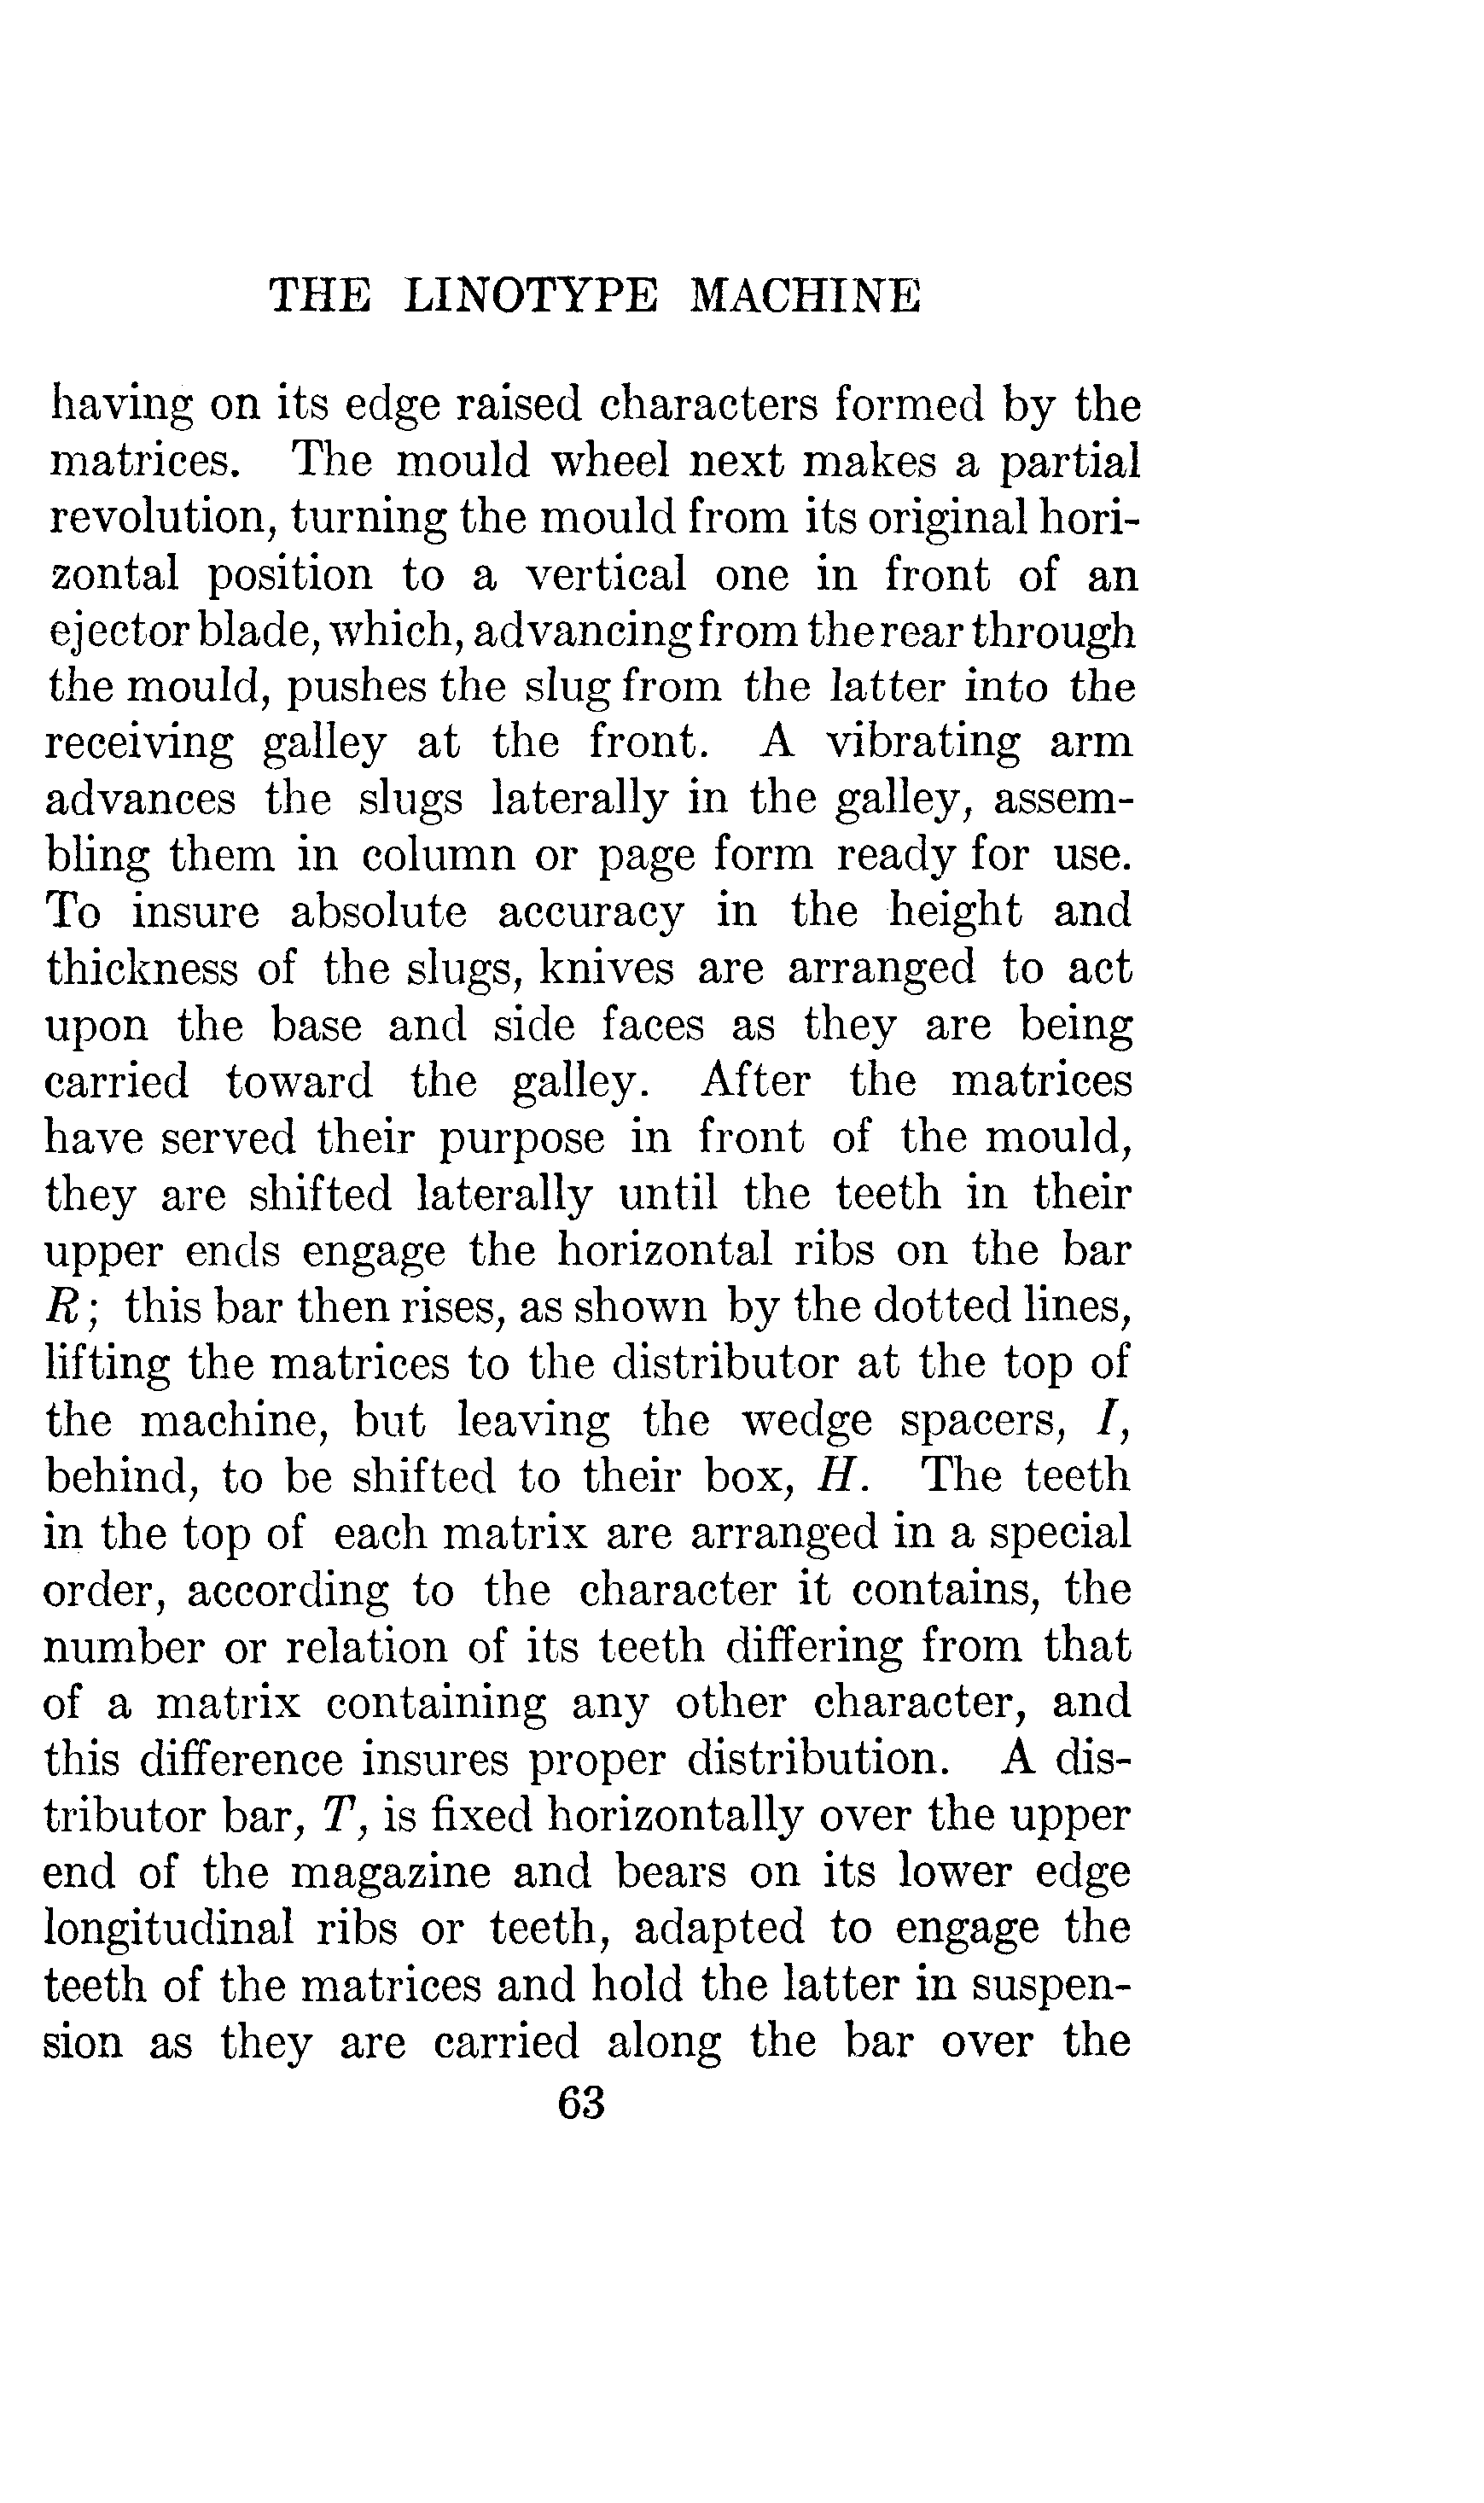 THE LINOTYPE MACHINE
having on its edge raised characters formed by the
matrices. The mould wheel next makes a partial
revolution, turning the mould from its original hori-
zontal position to a vertical one in front of an
ejector blade, which, advancing from the rear through
the mould, pushes the slug from the latter into the
receiving galley at the front. A vibrating arm
advances the slugs laterally in the galley, assem-
bling them in column or page form ready for use.
To insure absolute accuracy in the height and
thickness of the slugs, knives are arranged to act
upon the base and side faces as they are being
carried toward the galley. After the matrices
have served their purpose in front of the mould,
they are shifted laterally until the teeth in their
upper ends engage the horizontal ribs on the bar
R; this bar then rises, as shown by the dotted lines,
lifting the matrices to the distributor at the top of
the machine, but leaving the wedge spacers, I,
behind, to be shifted to their box, H. The teeth
in the top of each matrix are arranged in a special
order, according to the character it contains, the
number or relation of its teeth differing from that
of a matrix containing any other character, and
this difference insures proper distribution. A dis-
tributor bar, T, is fixed horizontally over the upper
end of the magazine and bears on its lower edge
longitudinal ribs or teeth, adapted to engage the
teeth of the matrices and hold the latter in suspen-
sion as they are carried along the bar over the
63